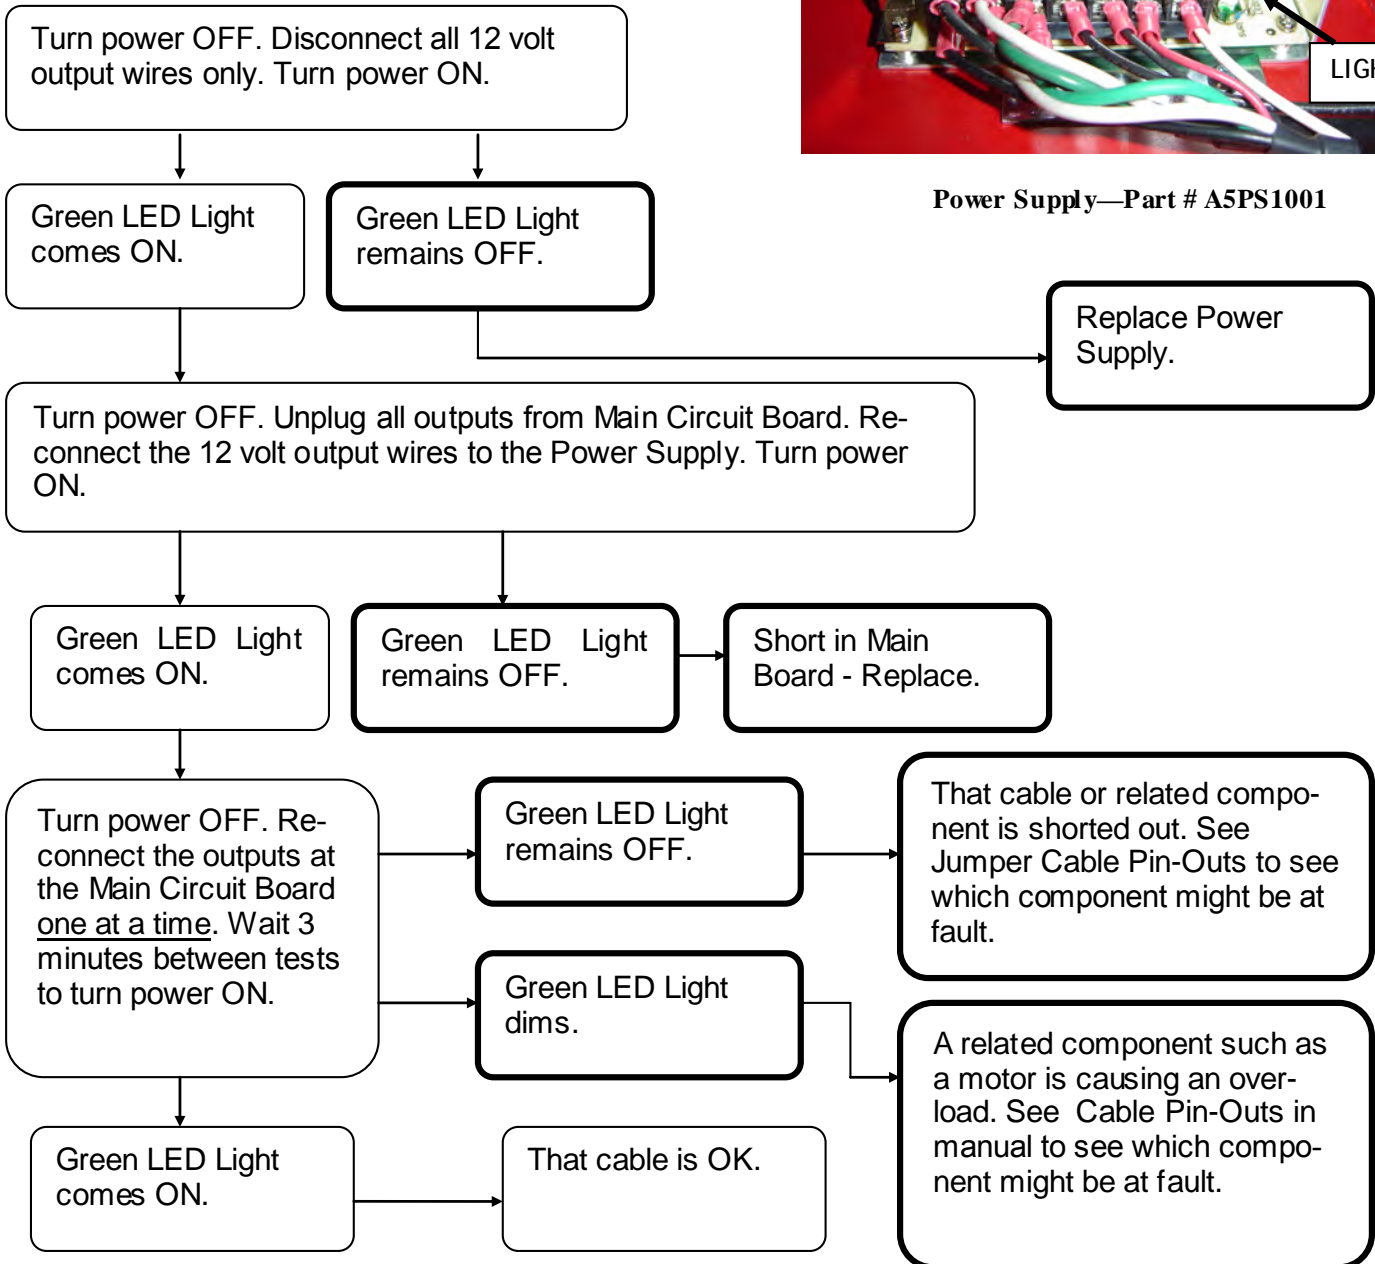 Turn power OFF. Disconnect all 12 volt
output wires only. Turn power ON.
LIGH
Power Supply—Part # A5PS1001
Green LED Light
comes ON.
Green LED Light
remains OFF.
Replace Power
Supply.
Turn power OFF. Unplug all outputs from Main Circuit Board. Re-
connect the 12 volt output wires to the Power Supply. Turn power
ON.
Green LED Light
comes ON.
Green LED Light
remains OFF.
Short in Main
Board - Replace.
Turn power OFF. Re-
connect the outputs at
the Main Circuit Board
one at a time. Wait 3
minutes between tests
to turn power ON.
Green LED Light
remains OFF.
That cable or related compo-
nent is shorted out. See
Jumper Cable Pin-Outs to see
which component might be at
fault.
Green LED Light
dims.
A related component such as
a motor is causing an over-
load. See Cable Pin-Outs in
manual to see which compo-
nent might be at fault.
Green LED Light
comes ON.
That cable is OK.